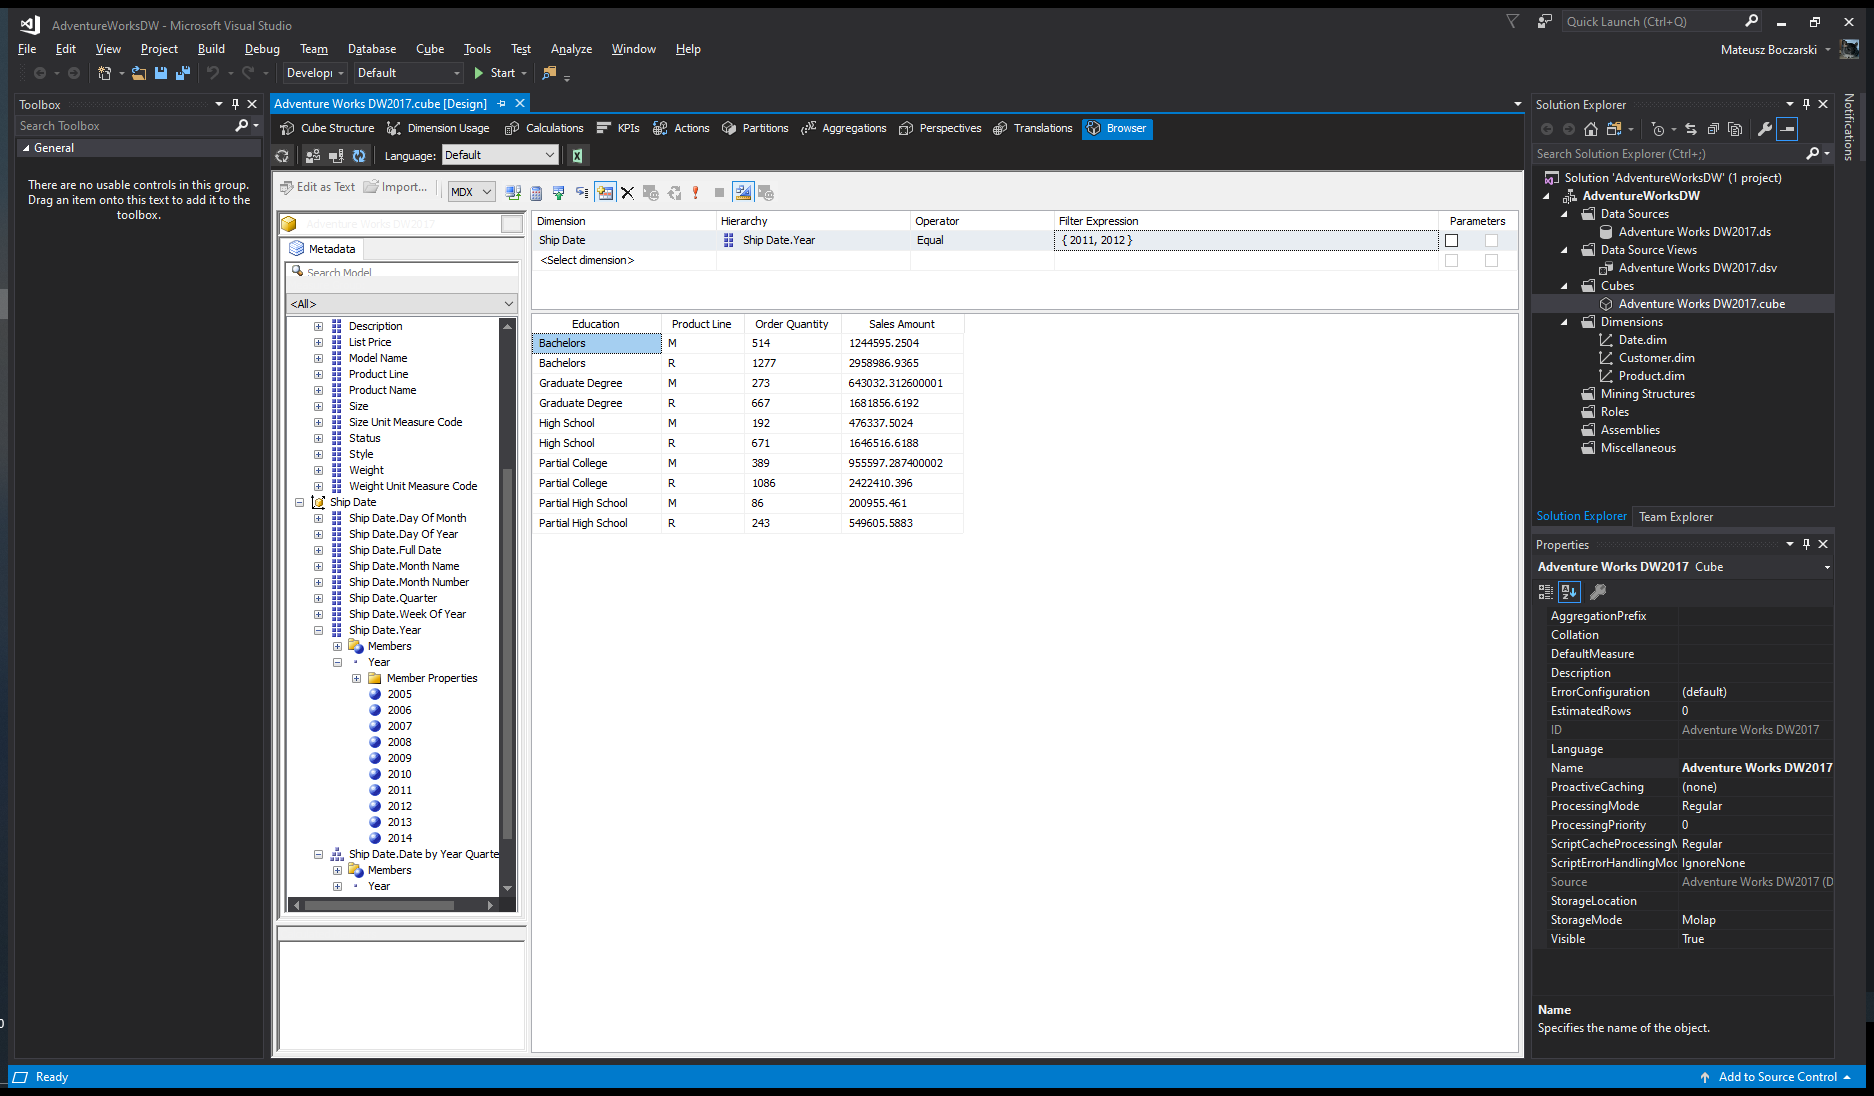 AdventureWorksDW - Microsoft Visual Studio
Quick Launch (Ctrl+Q)
File Edit View Project Build Debug Team Database Cube Tools Test Analyze Window Help
Mateusz Boczarski
Developi Default Start
Toolbox
Search Toolbox
General
There are no usable controls in this group.
Drag an item onto this text to add it to the
toolbox.
Adventure Works DW2017.cube [Design]
Cube Structure Dimension Usage Calculations KPIs Actions Partitions Aggregations Perspectives Translations Browser
Language: Default
Edit as Text Import... MDX
Adventure Works DW2017
Metadata
Search Model
<All>
Description
List Price
Model Name
Product Line
Product Name
Size
Size Unit Measure Code
Status
Style
Weight
Weight Unit Measure Code
Ship Date
Ship Date.Day Of Month
Ship Date.Day Of Year
Ship Date.Full Date
Ship Date.Month Name
Ship Date.Month Number
Ship Date.Quarter
Ship Date.Week Of Year
Ship Date.Year
Members
Year
Member Properties
2005
2006
2007
2008
2009
2010
2011
2012
2013
2014
Ship Date.Date by Year Quarte
Members
Year
Dimension Hierarchy Operator Filter Expression Parameters
Ship Date Ship Date.Year Equal { 2011, 2012 }
<Select dimension>
Education Product Line Order Quantity Sales Amount
Bachelors M 514 1244595.2504
Bachelors R 1277 2958986.9365
Graduate Degree M 273 643032.312600001
Graduate Degree R 667 1681856.6192
High School M 192 476337.5024
High School R 671 1646516.6188
Partial College M 389 955597.287400002
Partial College R 1086 2422410.396
Partial High School M 86 200955.461
Partial High School R 243 549605.5883
Solution Explorer
Search Solution Explorer (Ctrl+;)
Solution 'AdventureWorksDW' (1 project)
AdventureWorksDW
Data Sources
Adventure Works DW2017.ds
Data Source Views
Adventure Works DW2017.dsv
Cubes
Adventure Works DW2017.cube
Dimensions
Date.dim
Customer.dim
Product.dim
Mining Structures
Roles
Assemblies
Miscellaneous
Solution Explorer Team Explorer
Notifications
Properties
Adventure Works DW2017 Cube
AggregationPrefix
Collation
DefaultMeasure
Description
ErrorConfiguration (default)
EstimatedRows 0
ID Adventure Works DW2017
Language
Name Adventure Works DW2017
ProactiveCaching (none)
ProcessingMode Regular
ProcessingPriority 0
ScriptCacheProcessingM Regular
ScriptErrorHandlingMoc IgnoreNone
Source Adventure Works DW2017 (D
StorageLocation
StorageMode Molap
Visible True
Name
Specifies the name of the object.
Ready
Add to Source Control